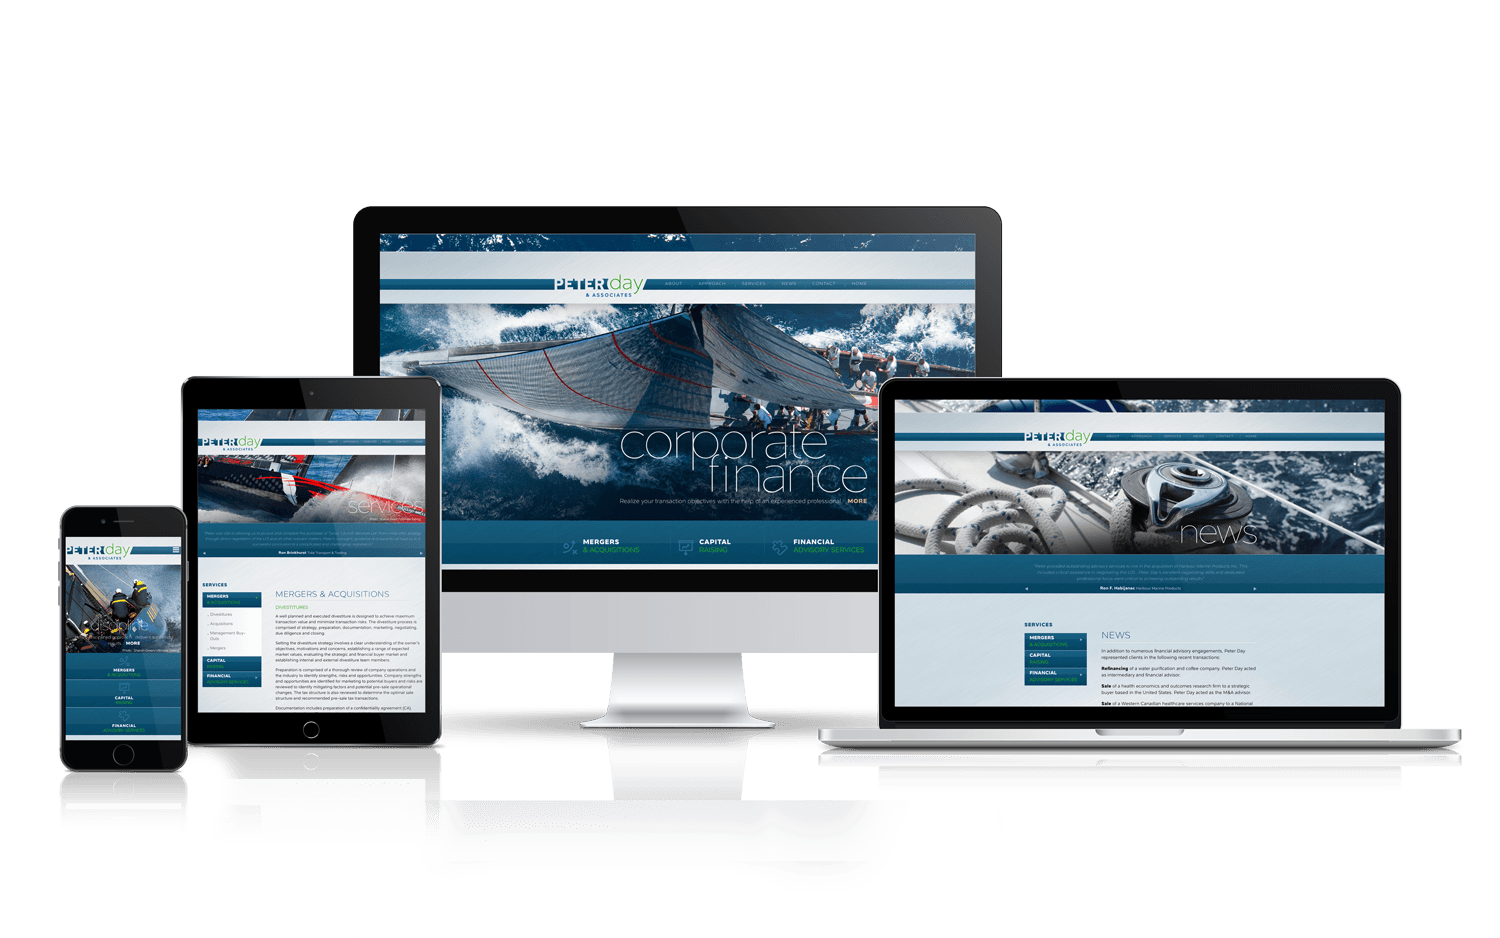 PETER day
& ASSOCIATES
ABOUT APPROACH SERVICES NEWS CONTACT HOME
corporate
finance
Realize your transaction objectives with the help of an experienced professional MORE
MERGERS
& ACQUISITIONS
CAPITAL
RAISING
FINANCIAL
ADVISORY SERVICES
PETER day
& ASSOCIATES
discipline
MORE
MERGERS
& ACQUISITIONS
CAPITAL
RAISING
FINANCIAL
ADVISORY SERVICES
PETER day
& ASSOCIATES
services
Ron Brinkhurst
SERVICES
MERGERS
& ACQUISITIONS
Divestitures
Acquisitions
Management Buy-
Outs
Mergers
CAPITAL
RAISING
FINANCIAL
ADVISORY SERVICES
MERGERS & ACQUISITIONS
DIVESTITURES
A well planned and executed divestiture is designed to achieve maximum
transaction value and minimize transaction risks. The divestiture process is
comprised of strategy, preparation, documentation, marketing, negotiating,
due diligence and closing.
Setting the divestiture strategy involves a clear understanding of the owner's
objectives, motivations and concerns, establishing a range of expected
market values, evaluating the strategic and financial buyer market and
establishing internal and external divestiture team members.
Preparation is comprised of a thorough review of company operations and
the industry to identify strengths, risks and opportunities. Company strengths
and opportunities are identified for marketing to potential buyers and risks are
reviewed to identify mitigating factors and potential pre-sale operational
changes. The tax structure is also reviewed to determine the optimal sale
structure and recommended pre-sale tax transactions.
Documentation includes preparation of a confidentiality agreement (CA),
PETER day
& ASSOCIATES
ABOUT APPROACH SERVICES NEWS CONTACT HOME
news
Ron F. Habijanac Harbour Marine Products
SERVICES
MERGERS
& ACQUISITIONS
CAPITAL
RAISING
FINANCIAL
ADVISORY SERVICES
NEWS
In addition to numerous financial advisory engagements, Peter Day
represented clients in the following recent transactions:
Refinancing of a water purification and coffee company. Peter Day acted
as intermediary and financial advisor.
Sale of a health economics and outcomes research firm to a strategic
buyer based in the United States. Peter Day acted as the M&A advisor.
Sale of a Western Canadian healthcare services company to a National